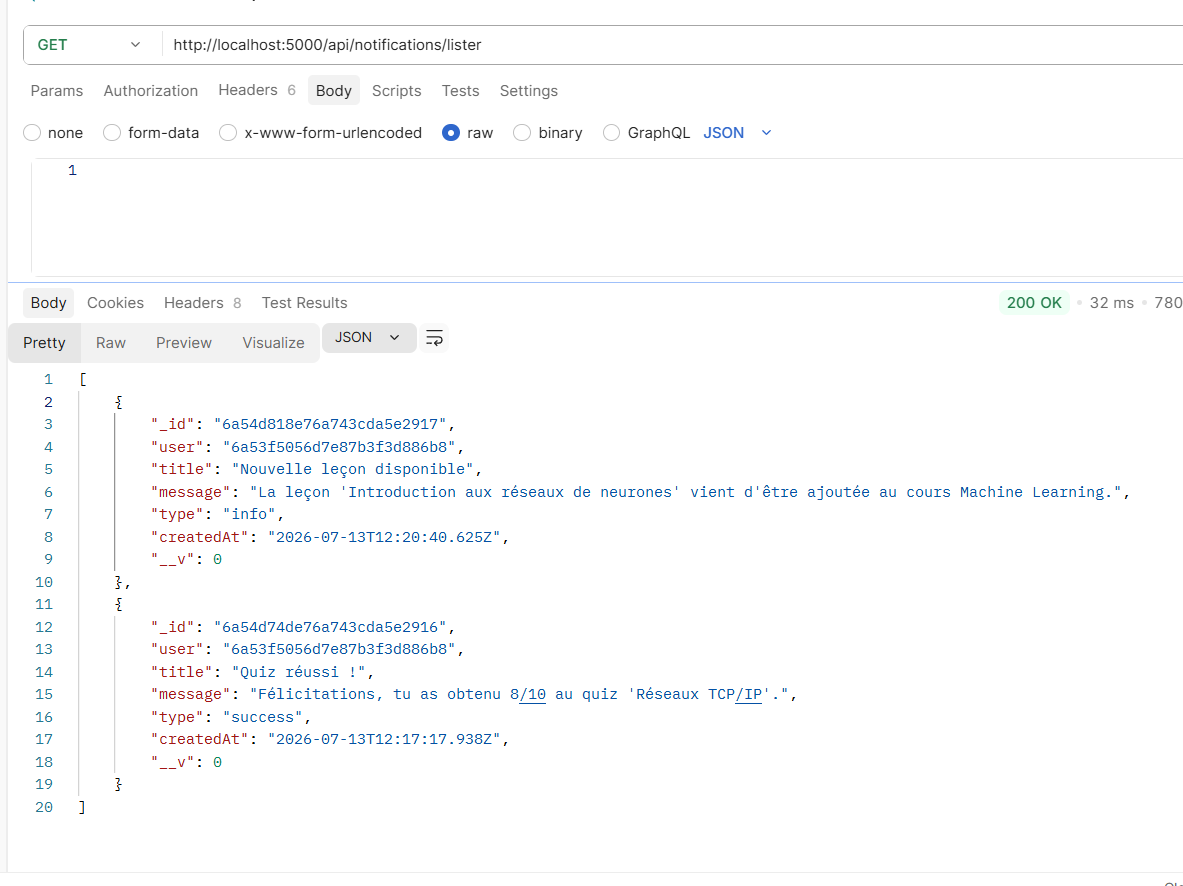 GET http://localhost:5000/api/notifications/lister
Params Authorization Headers 6 Body Scripts Tests Settings
none form-data x-www-form-urlencoded raw binary GraphQL JSON
1
Body Cookies Headers 8 Test Results 200 OK • 32 ms • 780
Pretty Raw Preview Visualize JSON
1 [
2 {
3 "_id": "6a54d818e76a743cda5e2917",
4 "user": "6a53f5056d7e87b3f3d886b8",
5 "title": "Nouvelle leçon disponible",
6 "message": "La leçon 'Introduction aux réseaux de neurones' vient d'être ajoutée au cours Machine Learning.",
7 "type": "info",
8 "createdAt": "2026-07-13T12:20:40.625Z",
9 "__v": 0
10 },
11 {
12 "_id": "6a54d74de76a743cda5e2916",
13 "user": "6a53f5056d7e87b3f3d886b8",
14 "title": "Quiz réussi !",
15 "message": "Félicitations, tu as obtenu 8/10 au quiz 'Réseaux TCP/IP'.",
16 "type": "success",
17 "createdAt": "2026-07-13T12:17:17.938Z",
18 "__v": 0
19 }
20 ]